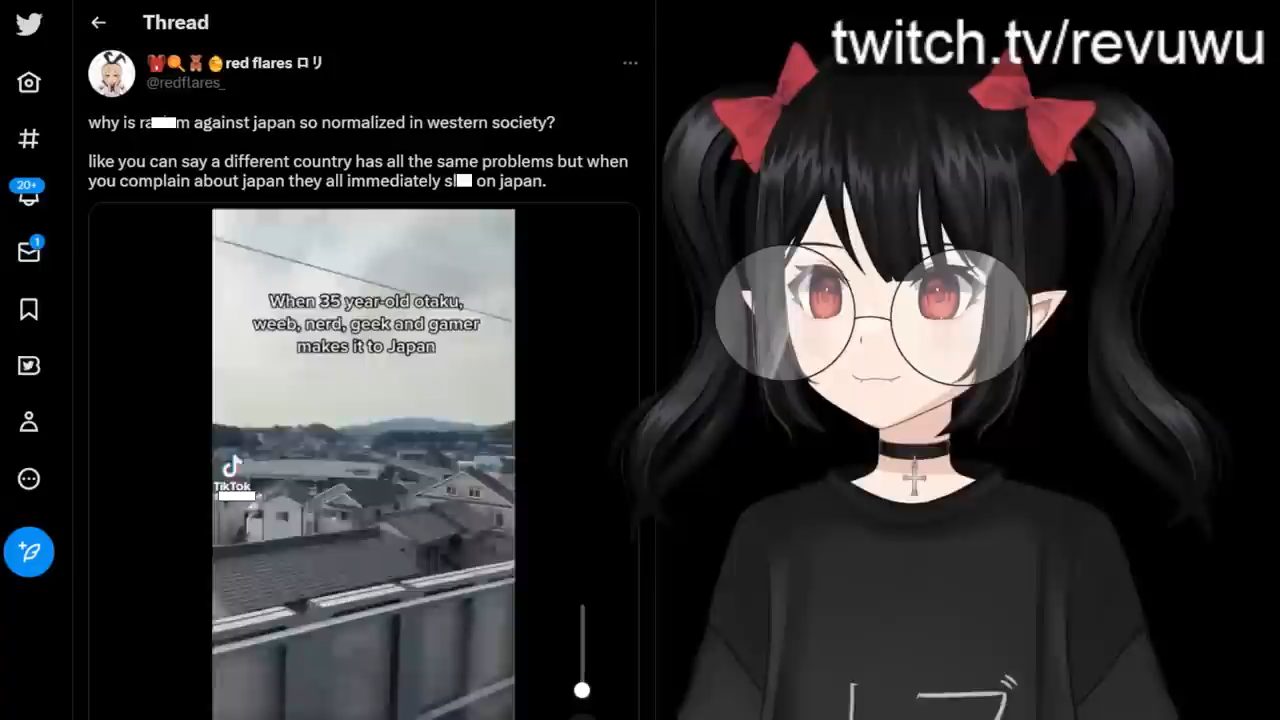 Thread
twitch.tv/revuwu
red flares ロリ
@redflares_
why is ra m against japan so normalized in western society?
like you can say a different country has all the same problems but when
you complain about japan they all immediately s on japan.
20+
1
When 35 year-old otaku,
weeb, nerd, geek and gamer
makes it to Japan
TikTok